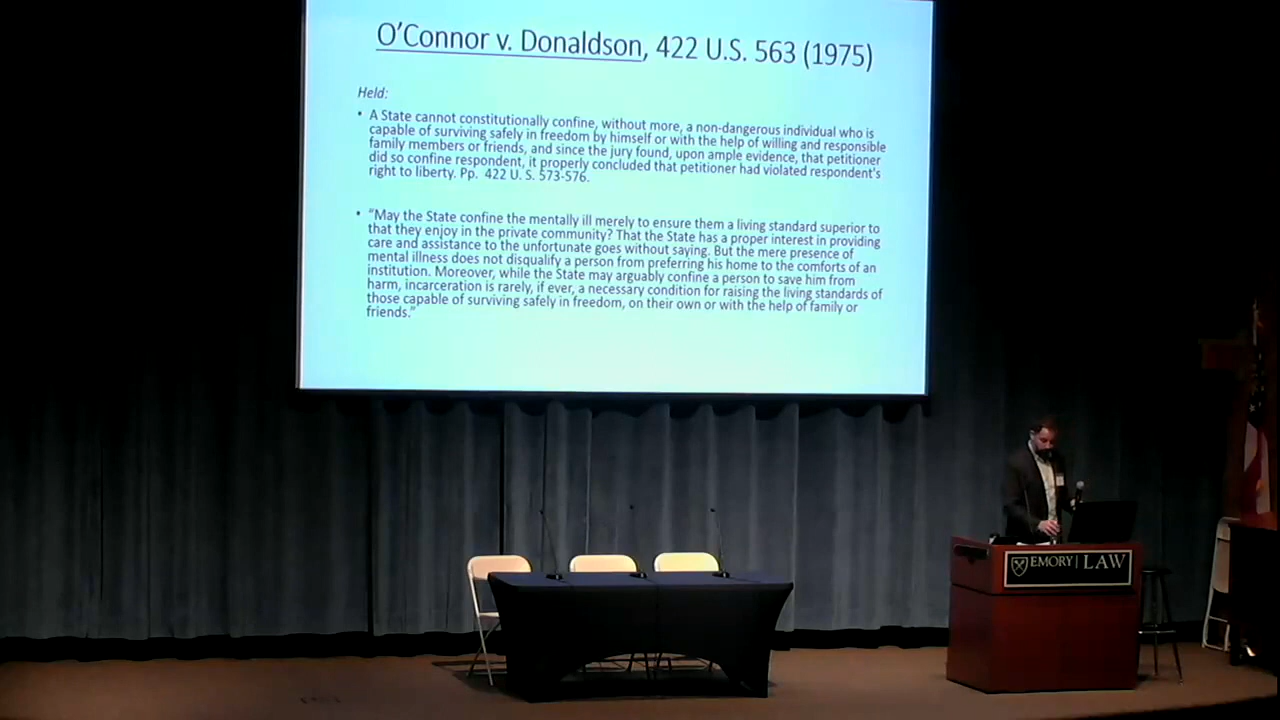 O'Connor v. Donaldson, 422 U.S. 563 (1975)
Held:
• A State cannot constitutionally confine, without more, a non-dangerous individual who is
capable of surviving safely in freedom by himself or with the help of willing and responsible
family members or friends, and since the jury found, upon ample evidence, that petitioner
did so confine respondent, it properly concluded that petitioner had violated respondent's
right to liberty. Pp. 422 U. S. 573-576.
• "May the State confine the mentally ill merely to ensure them a living standard superior to
that they enjoy in the private community? That the State has a proper interest in providing
care and assistance to the unfortunate goes without saying. But the mere presence of
mental illness does not disqualify a person from preferring his home to the comforts of an
institution. Moreover, while the State may arguably confine a person to save him from
harm, incarceration is rarely, if ever, a necessary condition for raising the living standards of
those capable of surviving safely in freedom, on their own or with the help of family or
friends."
EMORY | LAW